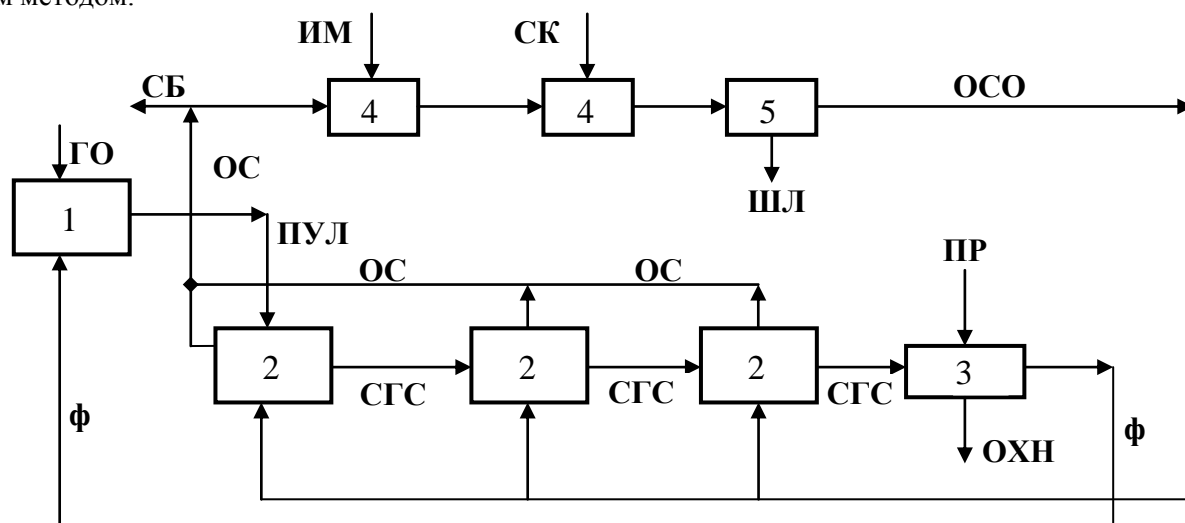 м методом.
ИМ СК
СБ 4 4 5 ОСО
ГО ОС ШЛ
1 ПУЛ
ОС ОС ПР
2 2 2 3
СГС СГС СГС
ф ОХН ф